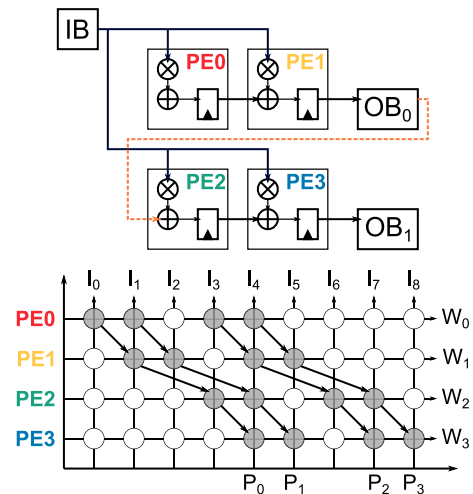 IB
PE0 PE1
OB₀
PE2 PE3
OB₁
I₀ I₁ I₂ I₃ I₄ I₅ I₆ I₇ I₈
PE0 W₀
PE1 W₁
PE2 W₂
PE3 W₃
P₀ P₁ P₂ P₃